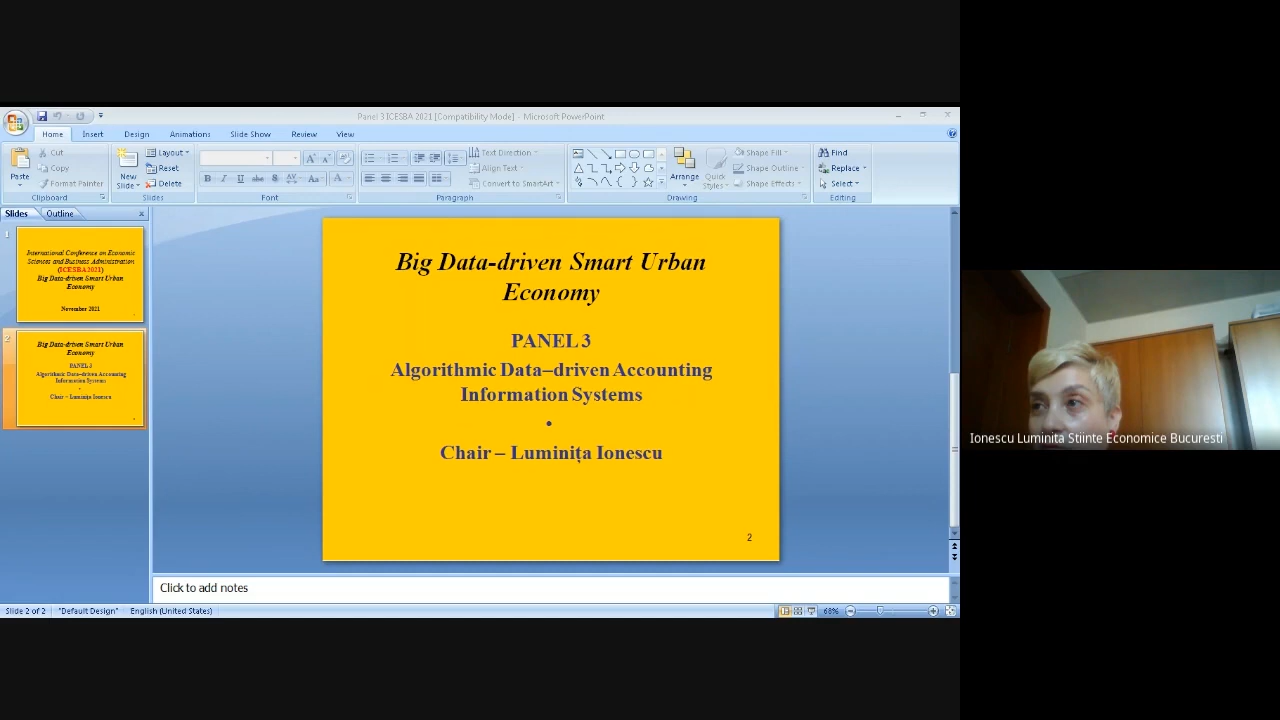 Panel 3 ICESBA 2021 [Compatibility Mode] - Microsoft PowerPoint
Home Insert Design Animations Slide Show Review View
Paste
Cut
Copy
Format Painter
Clipboard
New Slide
Layout
Reset
Delete
Slides
B I U abc S AV Aa A
Font
Text Direction
Align Text
Convert to SmartArt
Paragraph
Arrange
Quick Styles
Shape Fill
Shape Outline
Shape Effects
Drawing
Find
Replace
Select
Editing
Slides Outline
1
International Conference on Economic
Sciences and Business Administration
(ICESBA2021)
Big Data-driven Smart Urban
Economy
November 2021
2
Big Data-driven Smart Urban
Economy
PANEL 3
Algorithmic Data–driven Accounting
Information Systems
•
Chair – Luminița Ionescu
Big Data-driven Smart Urban
Economy
PANEL 3
Algorithmic Data–driven Accounting
Information Systems
•
Chair – Luminița Ionescu
2
Click to add notes
Slide 2 of 2 "Default Design" English (United States) 68%
Ionescu Luminita Stiinte Economice Bucuresti